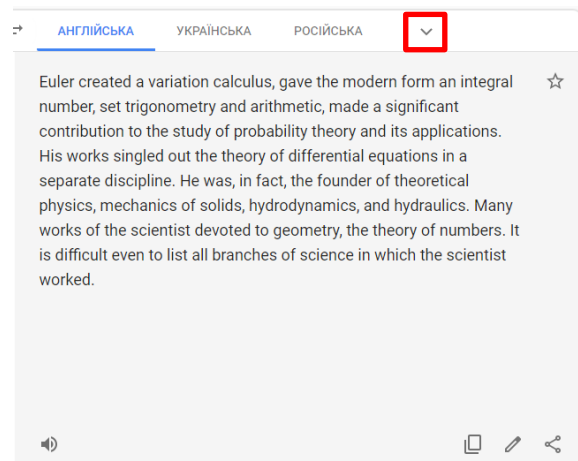 АНГЛІЙСЬКА УКРАЇНСЬКА РОСІЙСЬКА
Euler created a variation calculus, gave the modern form an integral
number, set trigonometry and arithmetic, made a significant
contribution to the study of probability theory and its applications.
His works singled out the theory of differential equations in a
separate discipline. He was, in fact, the founder of theoretical
physics, mechanics of solids, hydrodynamics, and hydraulics. Many
works of the scientist devoted to geometry, the theory of numbers. It
is difficult even to list all branches of science in which the scientist
worked.